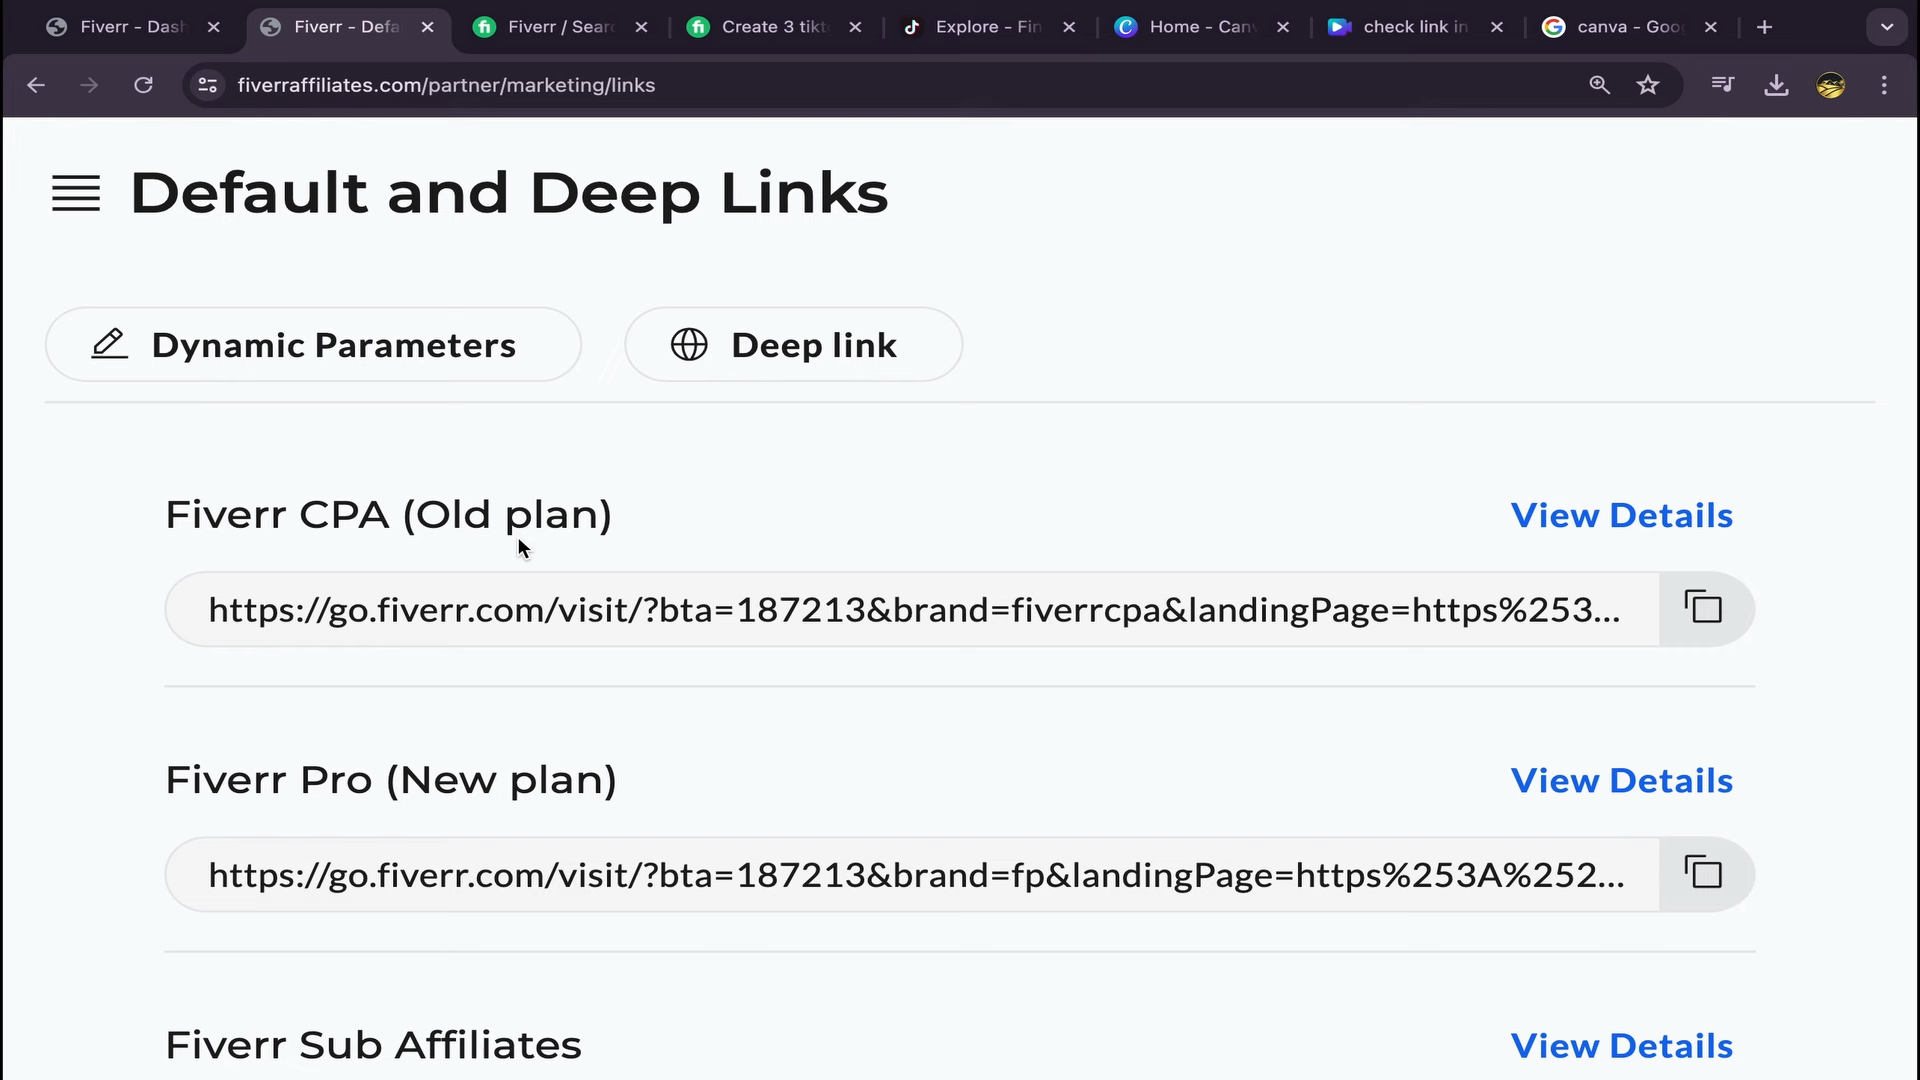 Fiverr - Dash
Fiverr - Defa
Fiverr / Sear
Create 3 tikt
Explore - Fin
Home - Can
check link in
canva - Goo
fiverraffiliates.com/partner/marketing/links
Default and Deep Links
Dynamic Parameters
Deep link
Fiverr CPA (Old plan)
View Details
https://go.fiverr.com/visit/?bta=187213&brand=fiverrcpa&landingPage=https%253...
Fiverr Pro (New plan)
View Details
https://go.fiverr.com/visit/?bta=187213&brand=fp&landingPage=https%253A%252...
Fiverr Sub Affiliates
View Details